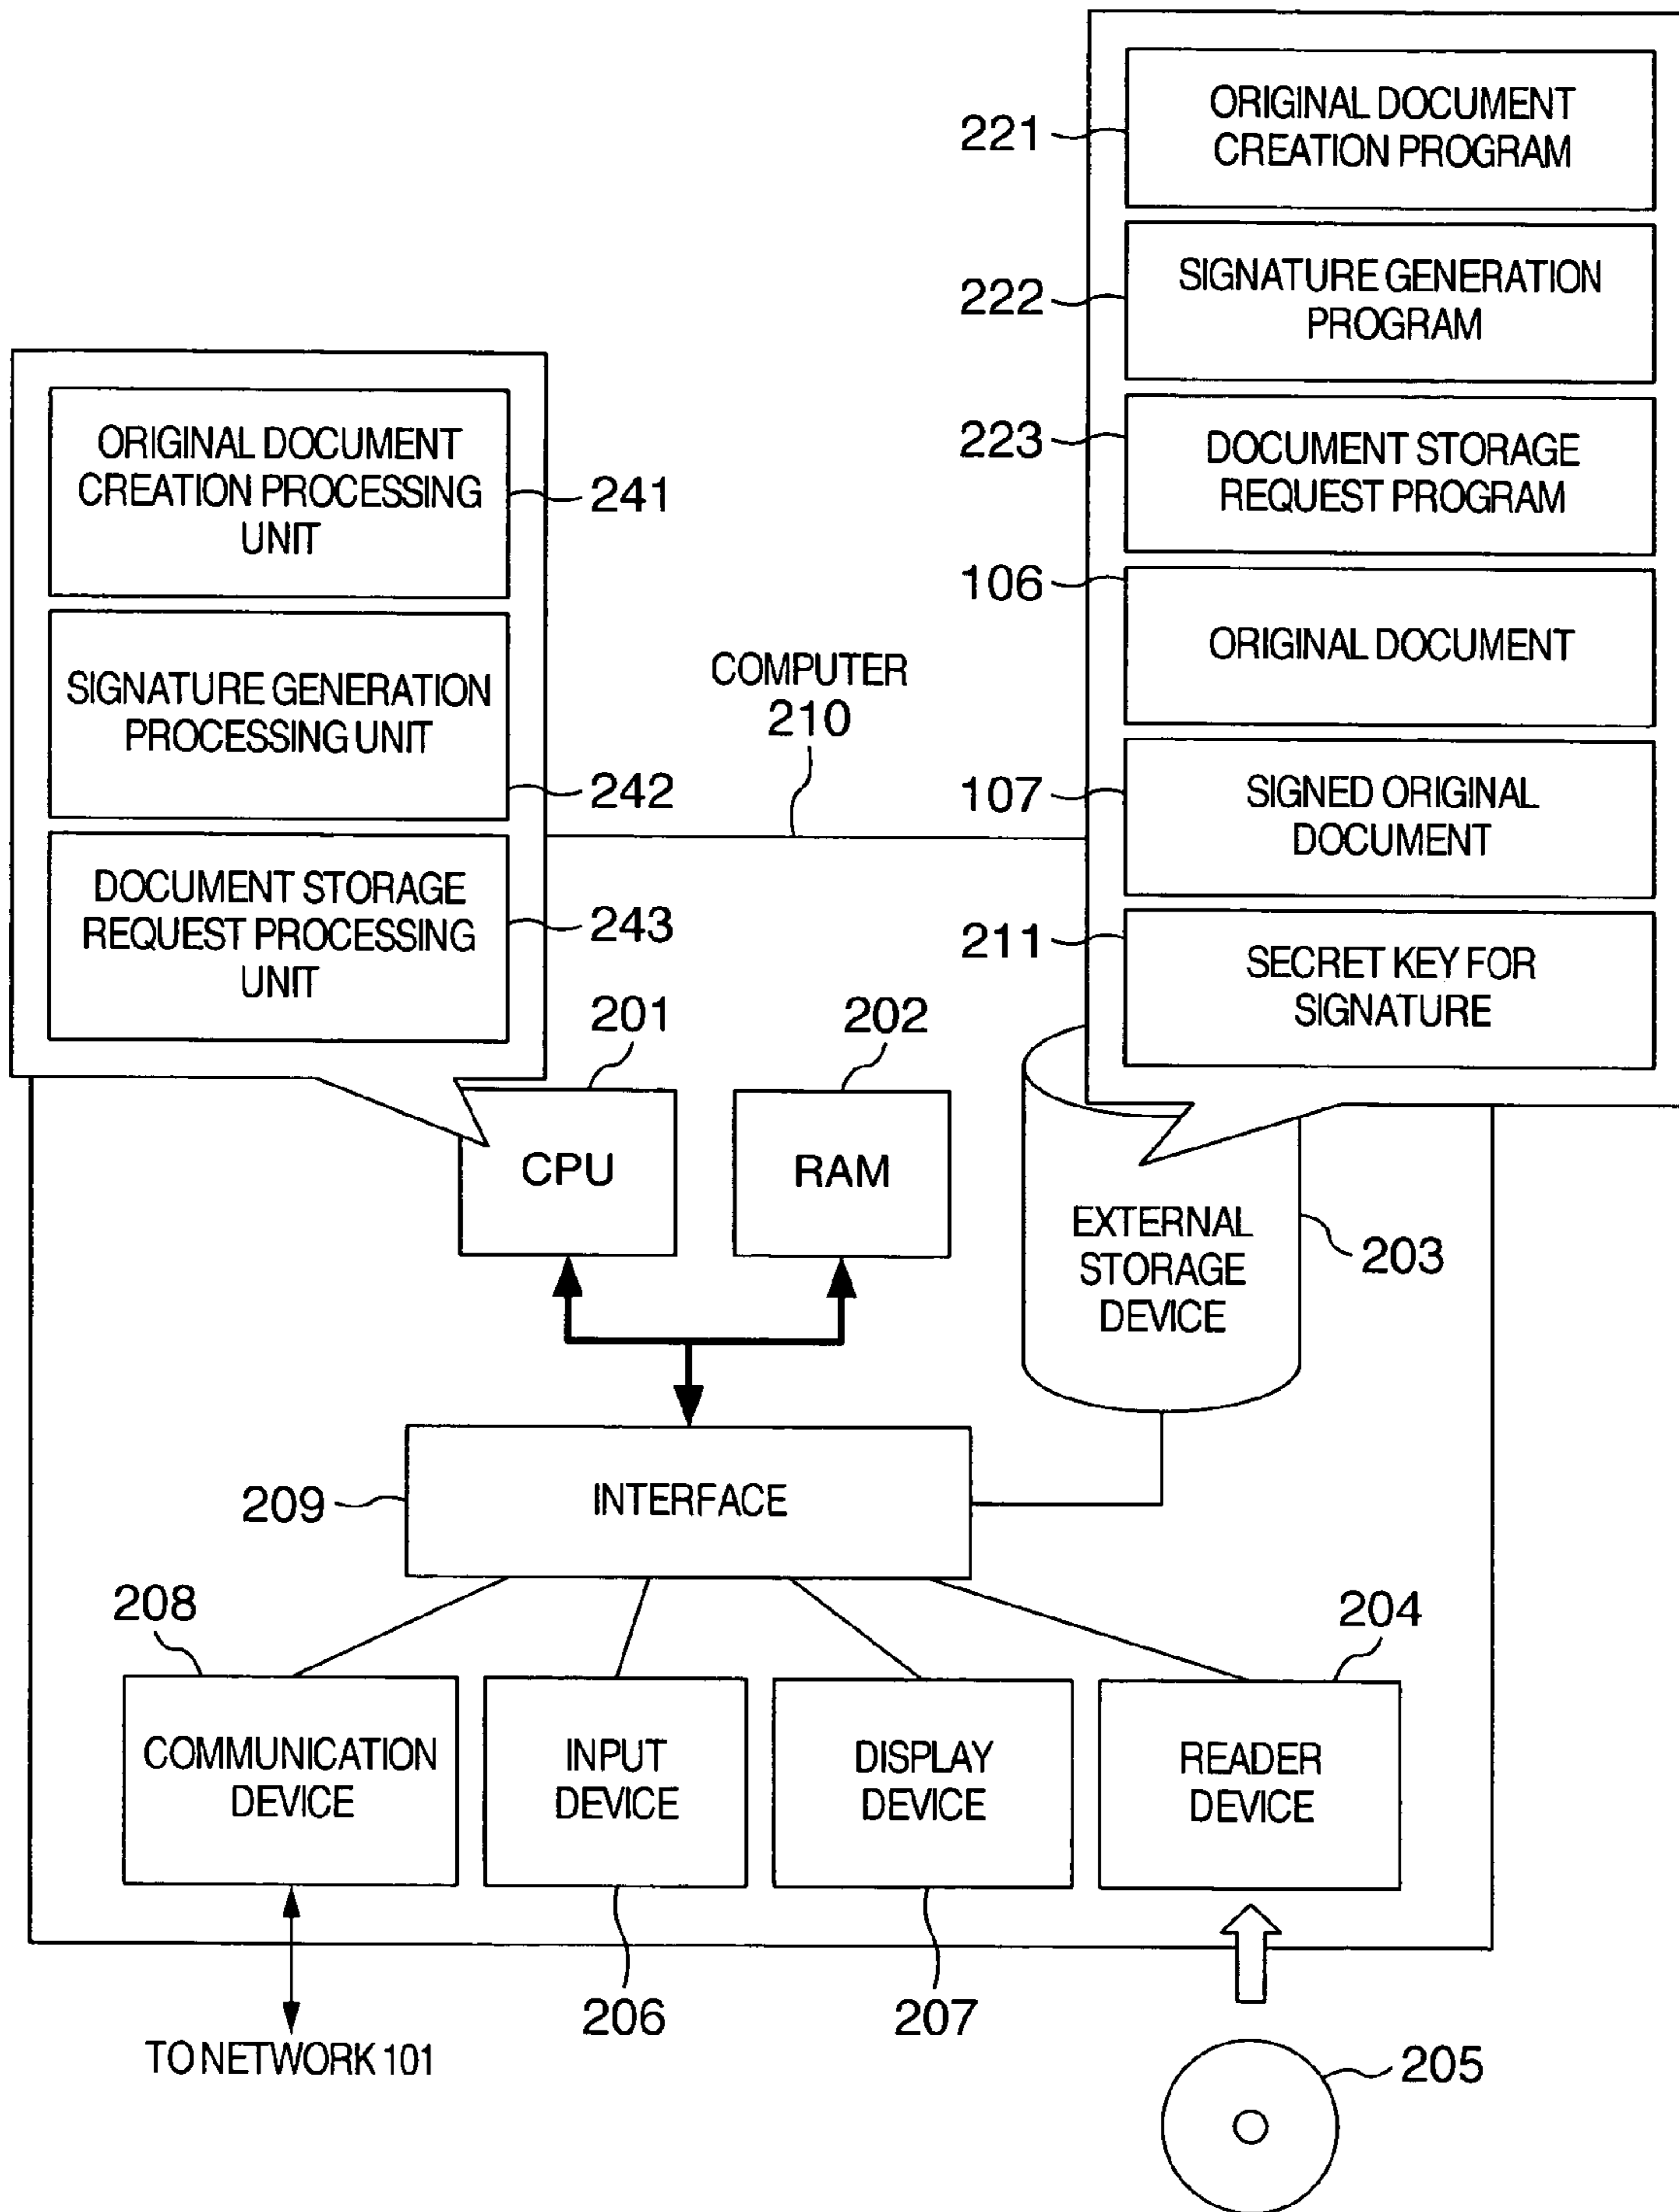 221
ORIGINAL DOCUMENT
CREATION PROGRAM
222
SIGNATURE GENERATION
PROGRAM
223
DOCUMENT STORAGE
REQUEST PROGRAM
106
ORIGINAL DOCUMENT
107
SIGNED ORIGINAL
DOCUMENT
211
SECRET KEY FOR
SIGNATURE
ORIGINAL DOCUMENT
CREATION PROCESSING
UNIT
241
SIGNATURE GENERATION
PROCESSING UNIT
242
DOCUMENT STORAGE
REQUEST PROCESSING
UNIT
243
COMPUTER
210
201
CPU
202
RAM
EXTERNAL
STORAGE
DEVICE
203
209
INTERFACE
208
COMMUNICATION
DEVICE
INPUT
DEVICE
206
DISPLAY
DEVICE
207
204
READER
DEVICE
TO NETWORK 101
205